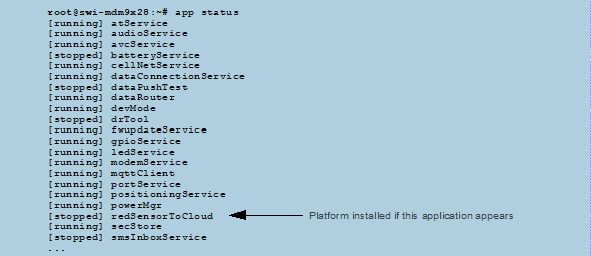 root@swi-mdm9x28:~# app status
[running] atService
[running] audioService
[running] avcService
[stopped] batteryService
[running] cellNetService
[running] dataConnectionService
[stopped] dataPushTest
[running] dataRouter
[running] devMode
[stopped] drTool
[running] fwupdateService
[running] gpioService
[running] ledService
[running] modemService
[running] mqttClient
[running] portService
[running] positioningService
[running] powerMgr
[stopped] redSensorToCloud Platform installed if this application appears
[running] secStore
[stopped] smsInboxService
...